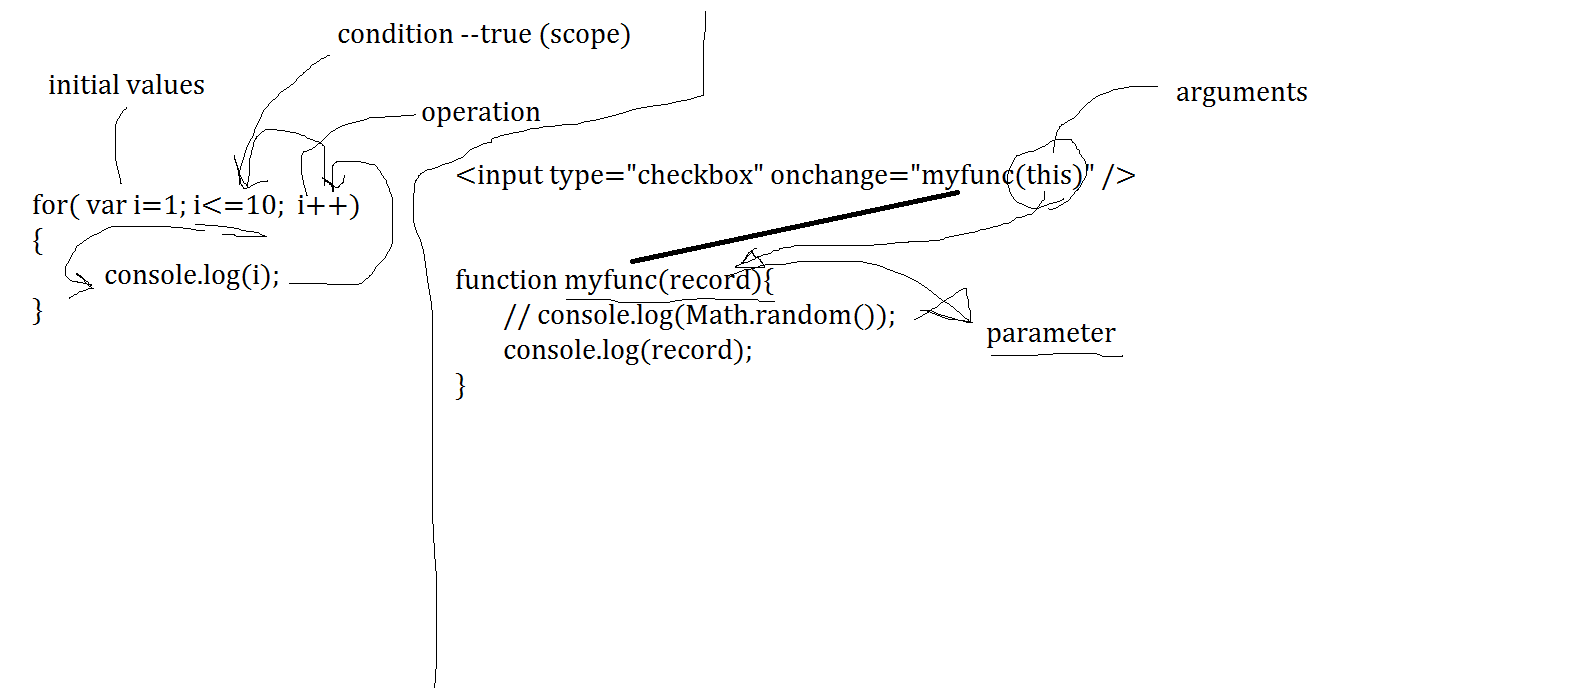 condition --true (scope)
initial values
operation
for( var i=1; i<=10; i++)
{
console.log(i);
}
arguments
<input type="checkbox" onchange="myfunc(this)" />
function myfunc(record){
// console.log(Math.random());
console.log(record);
}
parameter